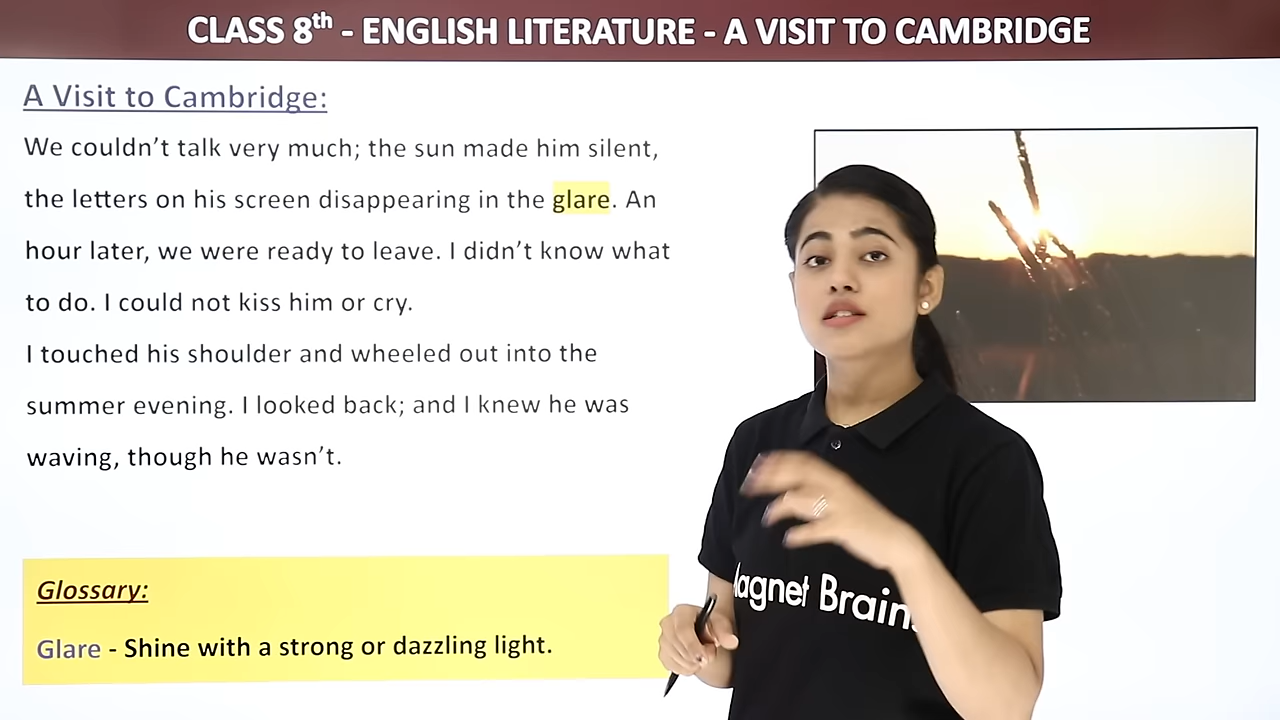 CLASS 8th - ENGLISH LITERATURE - A VISIT TO CAMBRIDGE
A Visit to Cambridge:
We couldn't talk very much; the sun made him silent,
the letters on his screen disappearing in the glare. An
hour later, we were ready to leave. I didn't know what
to do. I could not kiss him or cry.
I touched his shoulder and wheeled out into the
summer evening. I looked back; and I knew he was
waving, though he wasn't.
Glossary:
Glare - Shine with a strong or dazzling light.
Brain